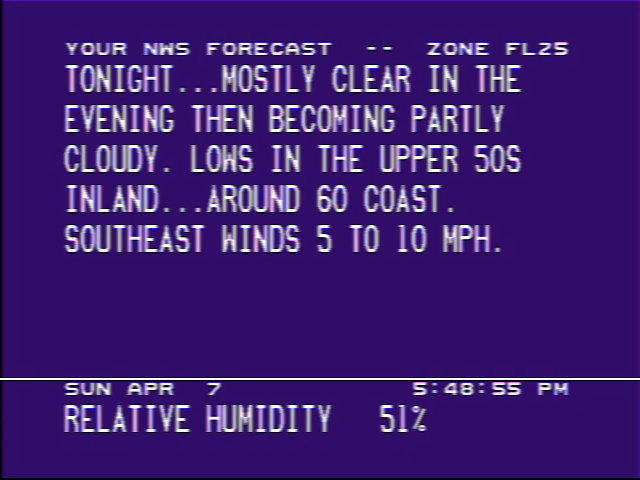 YOUR NWS FORECAST -- ZONE FL25
TONIGHT...MOSTLY CLEAR IN THE
EVENING THEN BECOMING PARTLY
CLOUDY. LOWS IN THE UPPER 50S
INLAND...AROUND 60 COAST.
SOUTHEAST WINDS 5 TO 10 MPH.
SUN APR 7 5:48:55 PM
RELATIVE HUMIDITY 51%